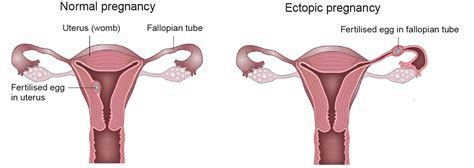 Normal pregnancy
Ectopic pregnancy
Uterus (womb)
Fallopian tube
Fertilised egg in fallopian tube
Fertilised egg
in uterus